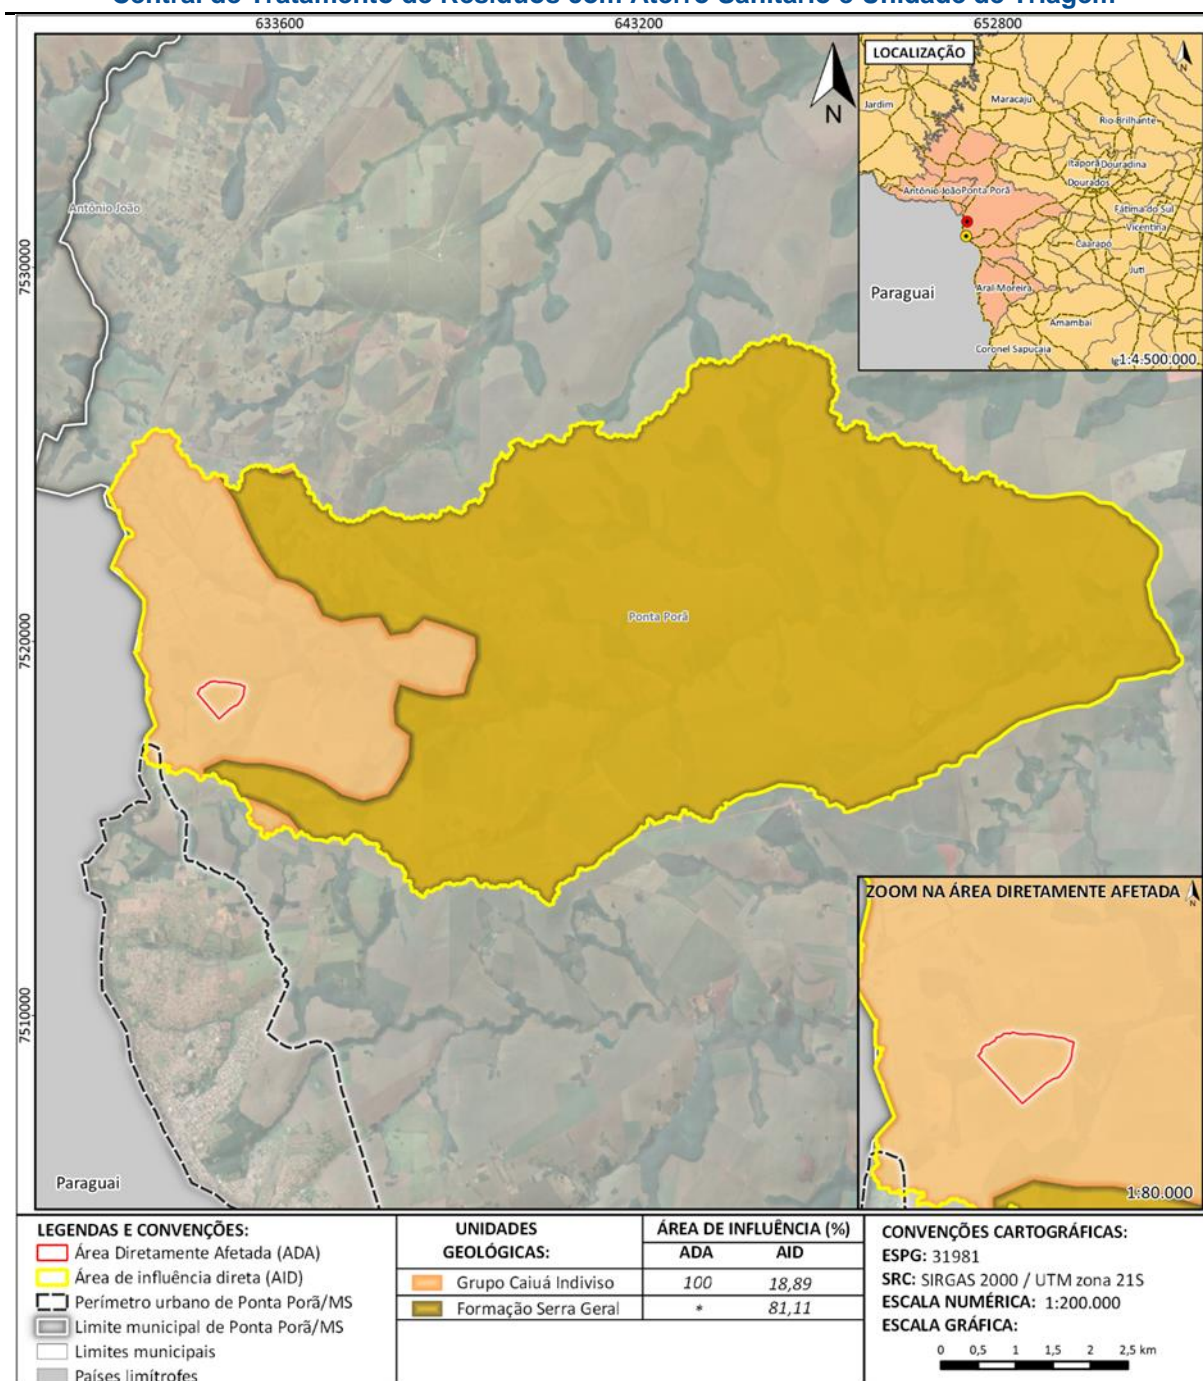 Central de Tratamento de Resíduos com Aterro Sanitário e Unidade de Triagem
633600 643200 652800
7530000
7520000
7510000
N
Antônio João
Ponta Porã
Paraguai
LOCALIZAÇÃO
N
Jardim
Maracaju
Rio Brilhante
Itaporã Douradina
Dourados
Antônio João Ponta Porã
Fátima do Sul
Vicentina
Caarapó
Juti
Paraguai
Aral Moreira
Amambai
Coronel Sapucaia
1:4.500.000
ZOOM NA ÁREA DIRETAMENTE AFETADA
N
1:80.000
LEGENDAS E CONVENÇÕES:
Área Diretamente Afetada (ADA)
Área de influência direta (AID)
Perímetro urbano de Ponta Porã/MS
Limite municipal de Ponta Porã/MS
Limites municipais
Países limítrofes
UNIDADES GEOLÓGICAS:
ÁREA DE INFLUÊNCIA (%)
ADA AID
Grupo Caiuá Indiviso 100 18,89
Formação Serra Geral * 81,11
CONVENÇÕES CARTOGRÁFICAS:
ESPG: 31981
SRC: SIRGAS 2000 / UTM zona 21S
ESCALA NUMÉRICA: 1:200.000
ESCALA GRÁFICA:
0 0,5 1 1,5 2 2,5 km